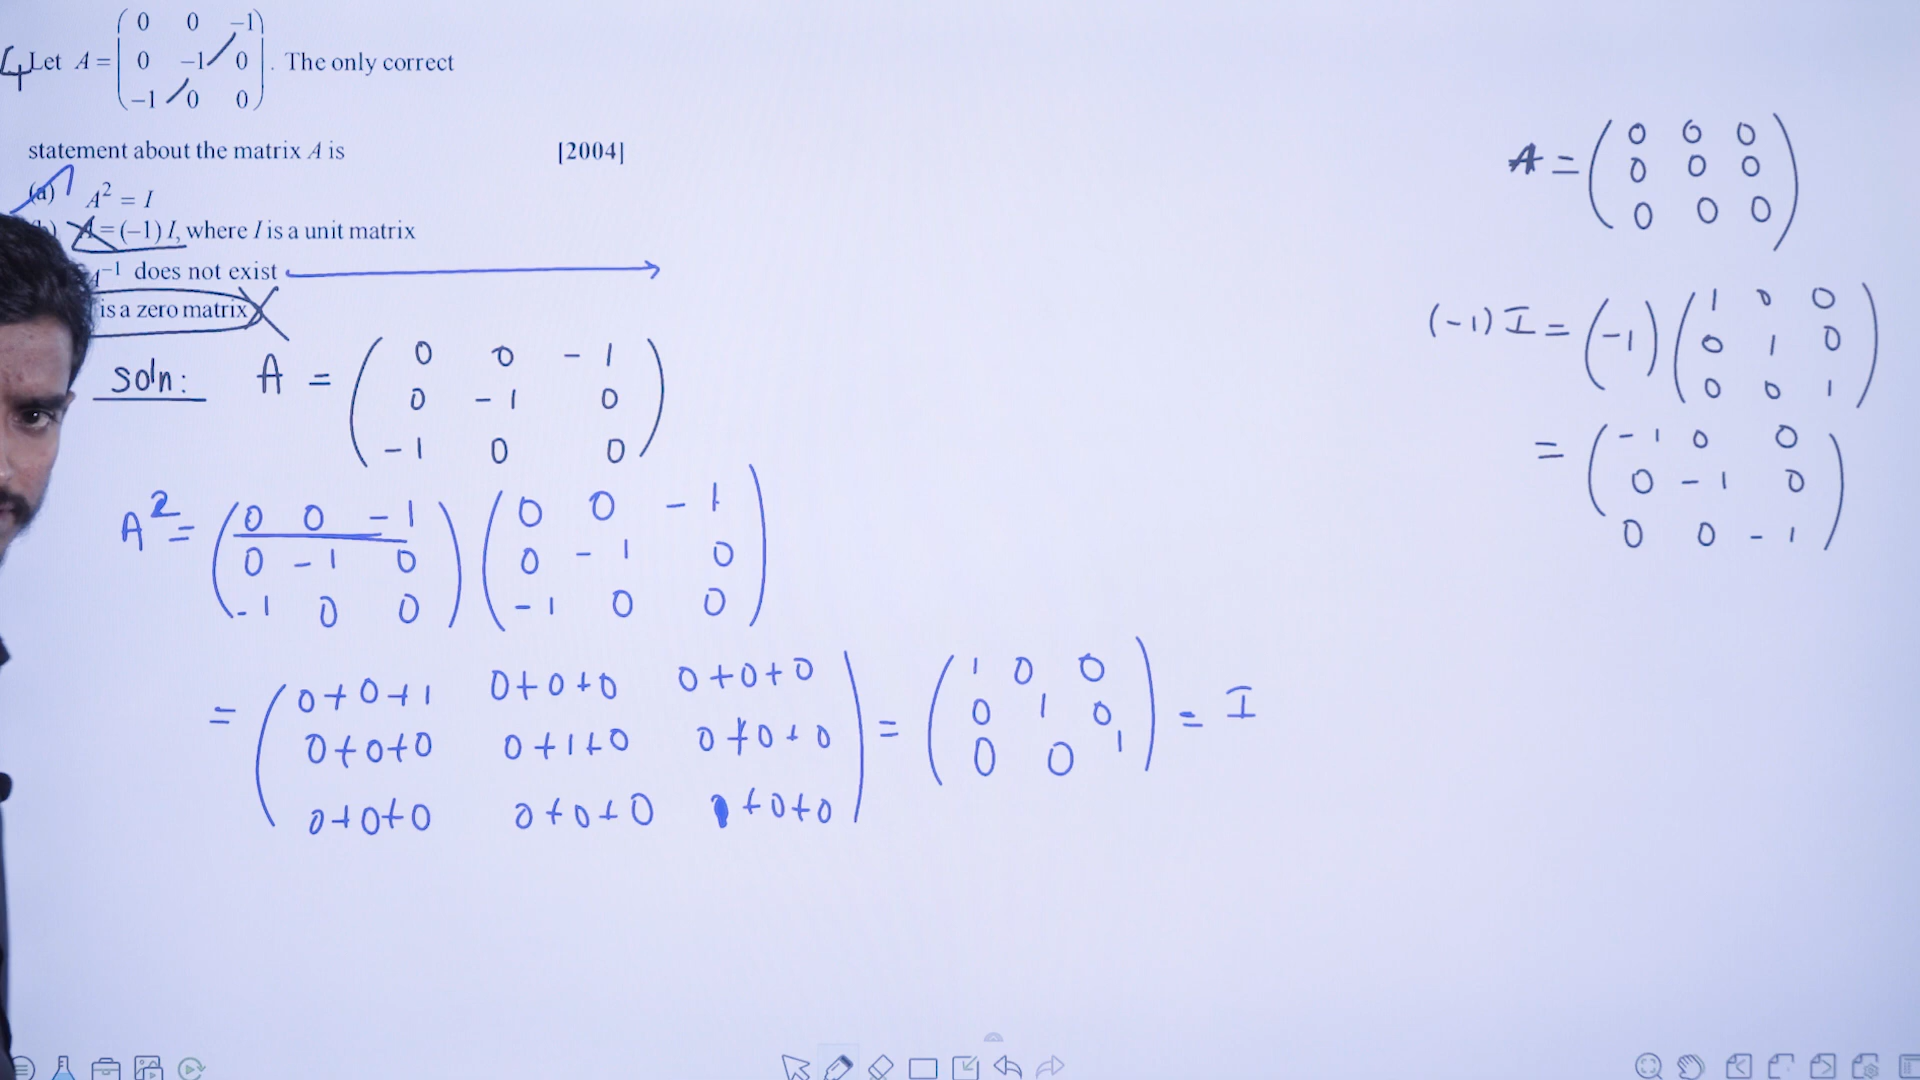 4 Let A = ( 0 0 -1
0 -1 0
-1 0 0 ) . The only correct
statement about the matrix A is [2004]
(a) A² = I
A = (-1) I, where I is a unit matrix
A⁻¹ does not exist
is a zero matrix
Soln: A = ( 0 0 -1
0 -1 0
-1 0 0 )
A² = ( 0 0 -1
0 -1 0
-1 0 0 ) ( 0 0 -1
0 -1 0
-1 0 0 )
= ( 0+0+1 0+0+0 0+0+0
0+0+0 0+1+0 0+0+0
0+0+0 0+0+0 1+0+0 ) = ( 1 0 0
0 1 0
0 0 1 ) = I
A = ( 0 0 0
0 0 0
0 0 0 )
(-1) I = (-1) ( 1 0 0
0 1 0
0 0 1 )
= ( -1 0 0
0 -1 0
0 0 -1 )